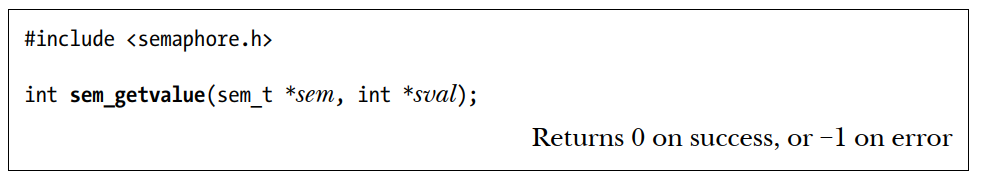 #include <semaphore.h>
int sem_getvalue(sem_t *sem, int *sval);
Returns 0 on success, or –1 on error